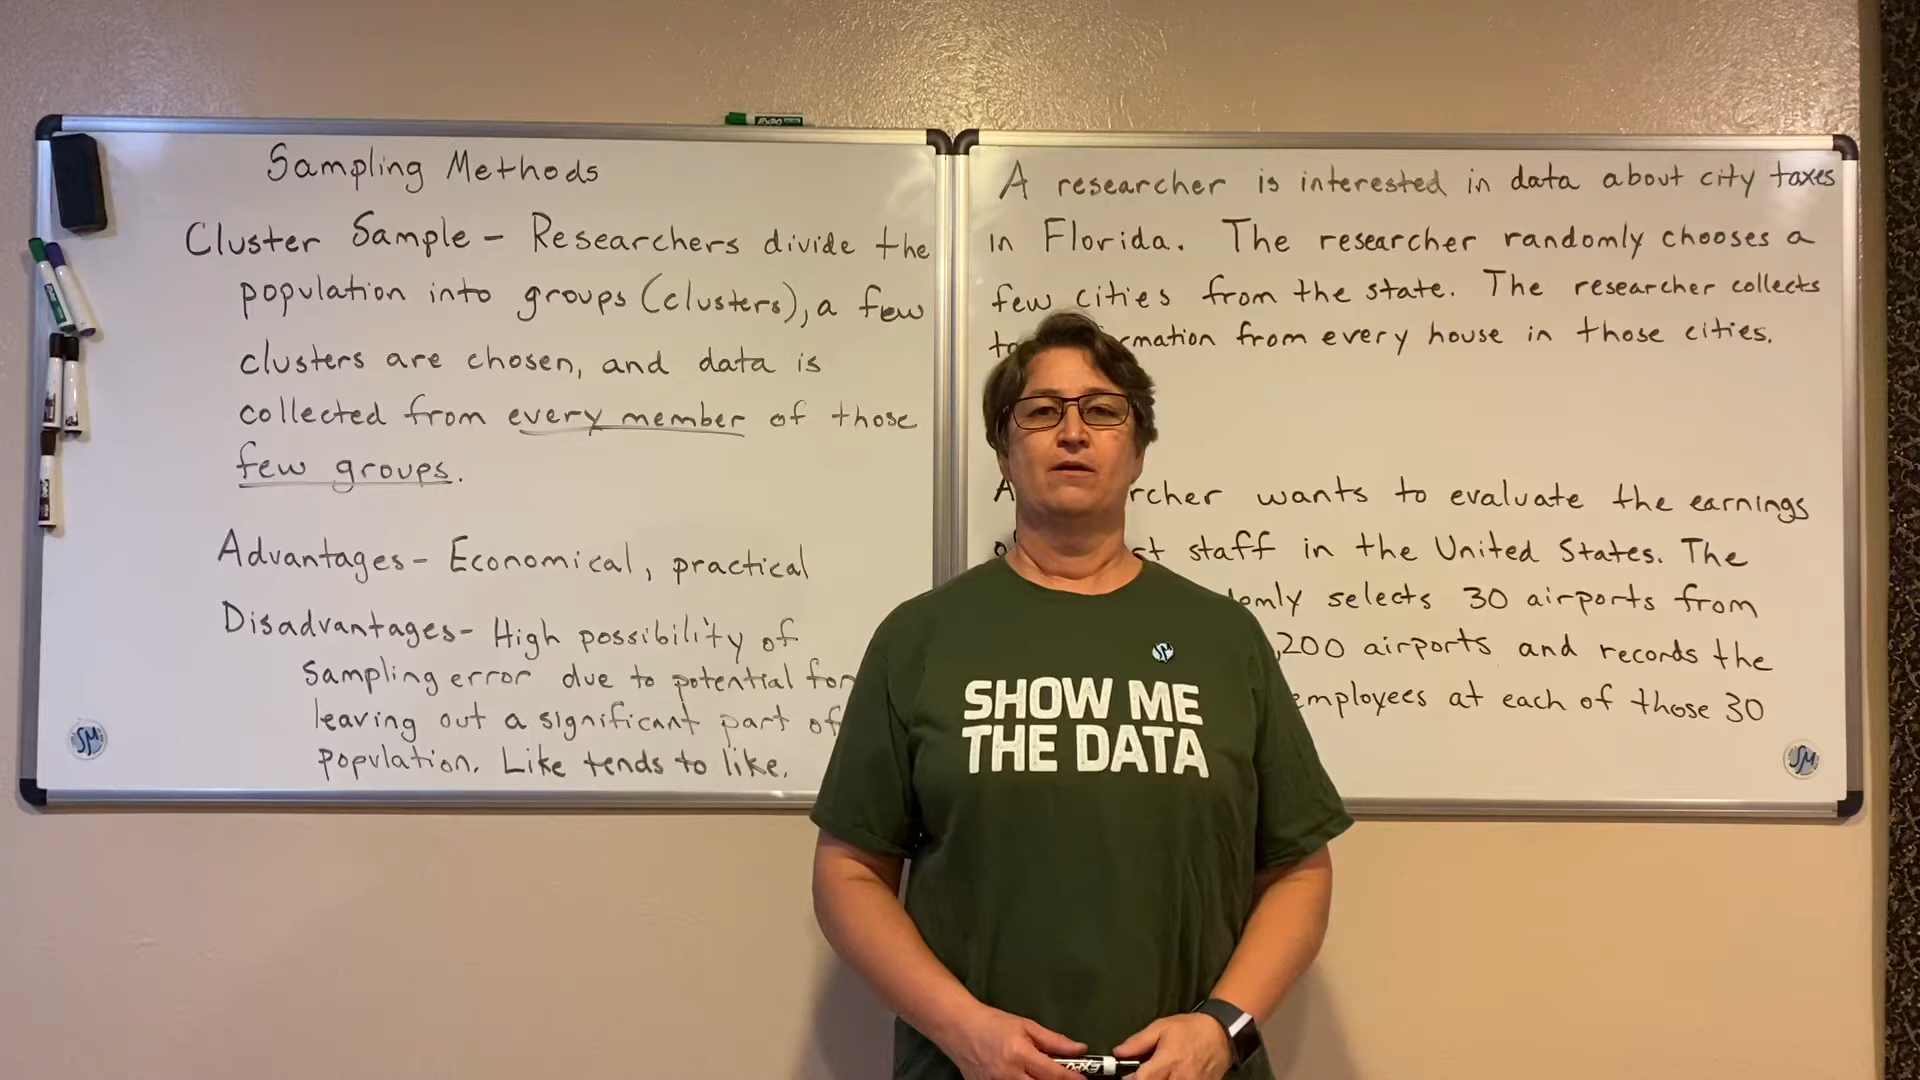 Sampling Methods
Cluster Sample - Researchers divide the
population into groups (clusters), a few
clusters are chosen, and data is
collected from every member of those
few groups.
Advantages - Economical, practical
Disadvantages - High possibility of
sampling error due to potential for
leaving out a significant part of
population. Like tends to like.
A researcher is interested in data about city taxes
in Florida. The researcher randomly chooses a
few cities from the state. The researcher collects
from every house in those cities.
wants to evaluate the earnings
staff in the United States. The
selects 30 airports from
200 airports and records the
employees at each of those 30
SHOW ME
THE DATA
EXPO
SM
SM
SM